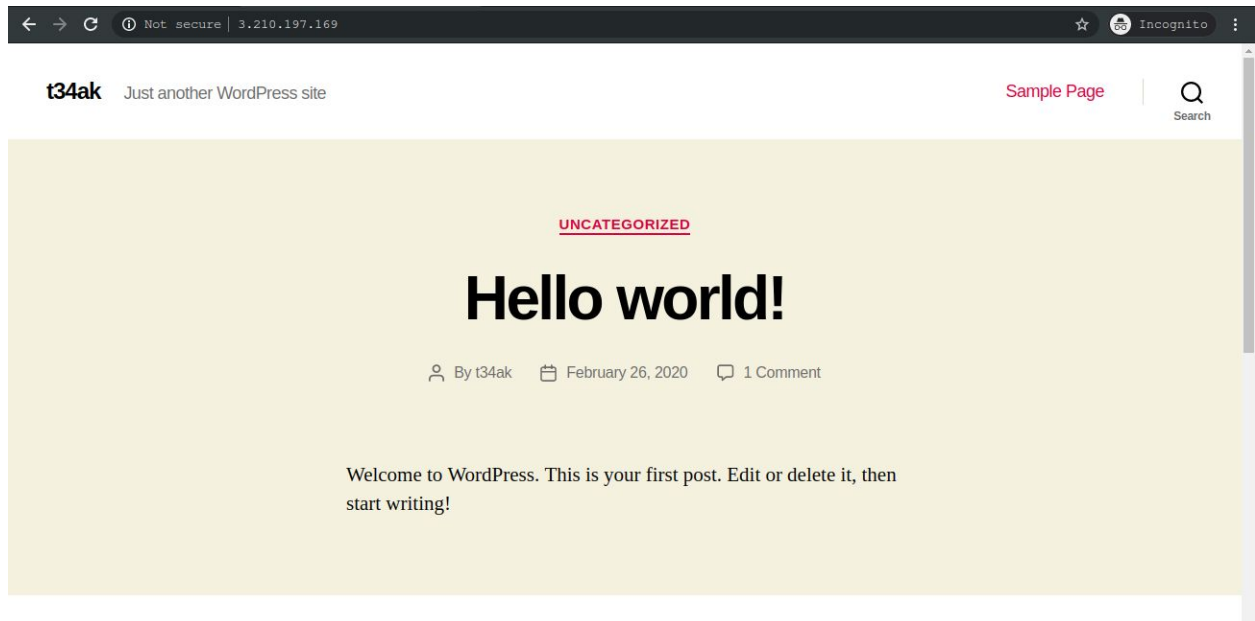 Not secure | 3.210.197.169 Incognito
t34ak Just another WordPress site Sample Page
Search
UNCATEGORIZED
Hello world!
By t34ak February 26, 2020 1 Comment
Welcome to WordPress. This is your first post. Edit or delete it, then
start writing!